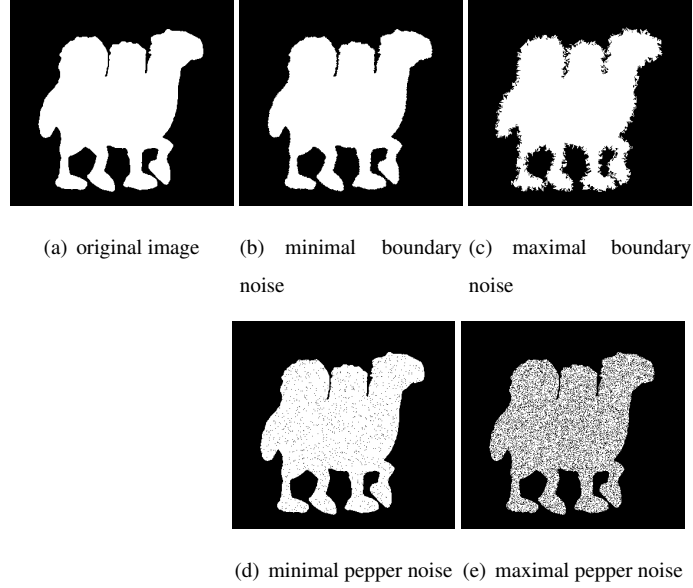 (a) original image
(b) minimal boundary noise
(c) maximal boundary noise
(d) minimal pepper noise
(e) maximal pepper noise